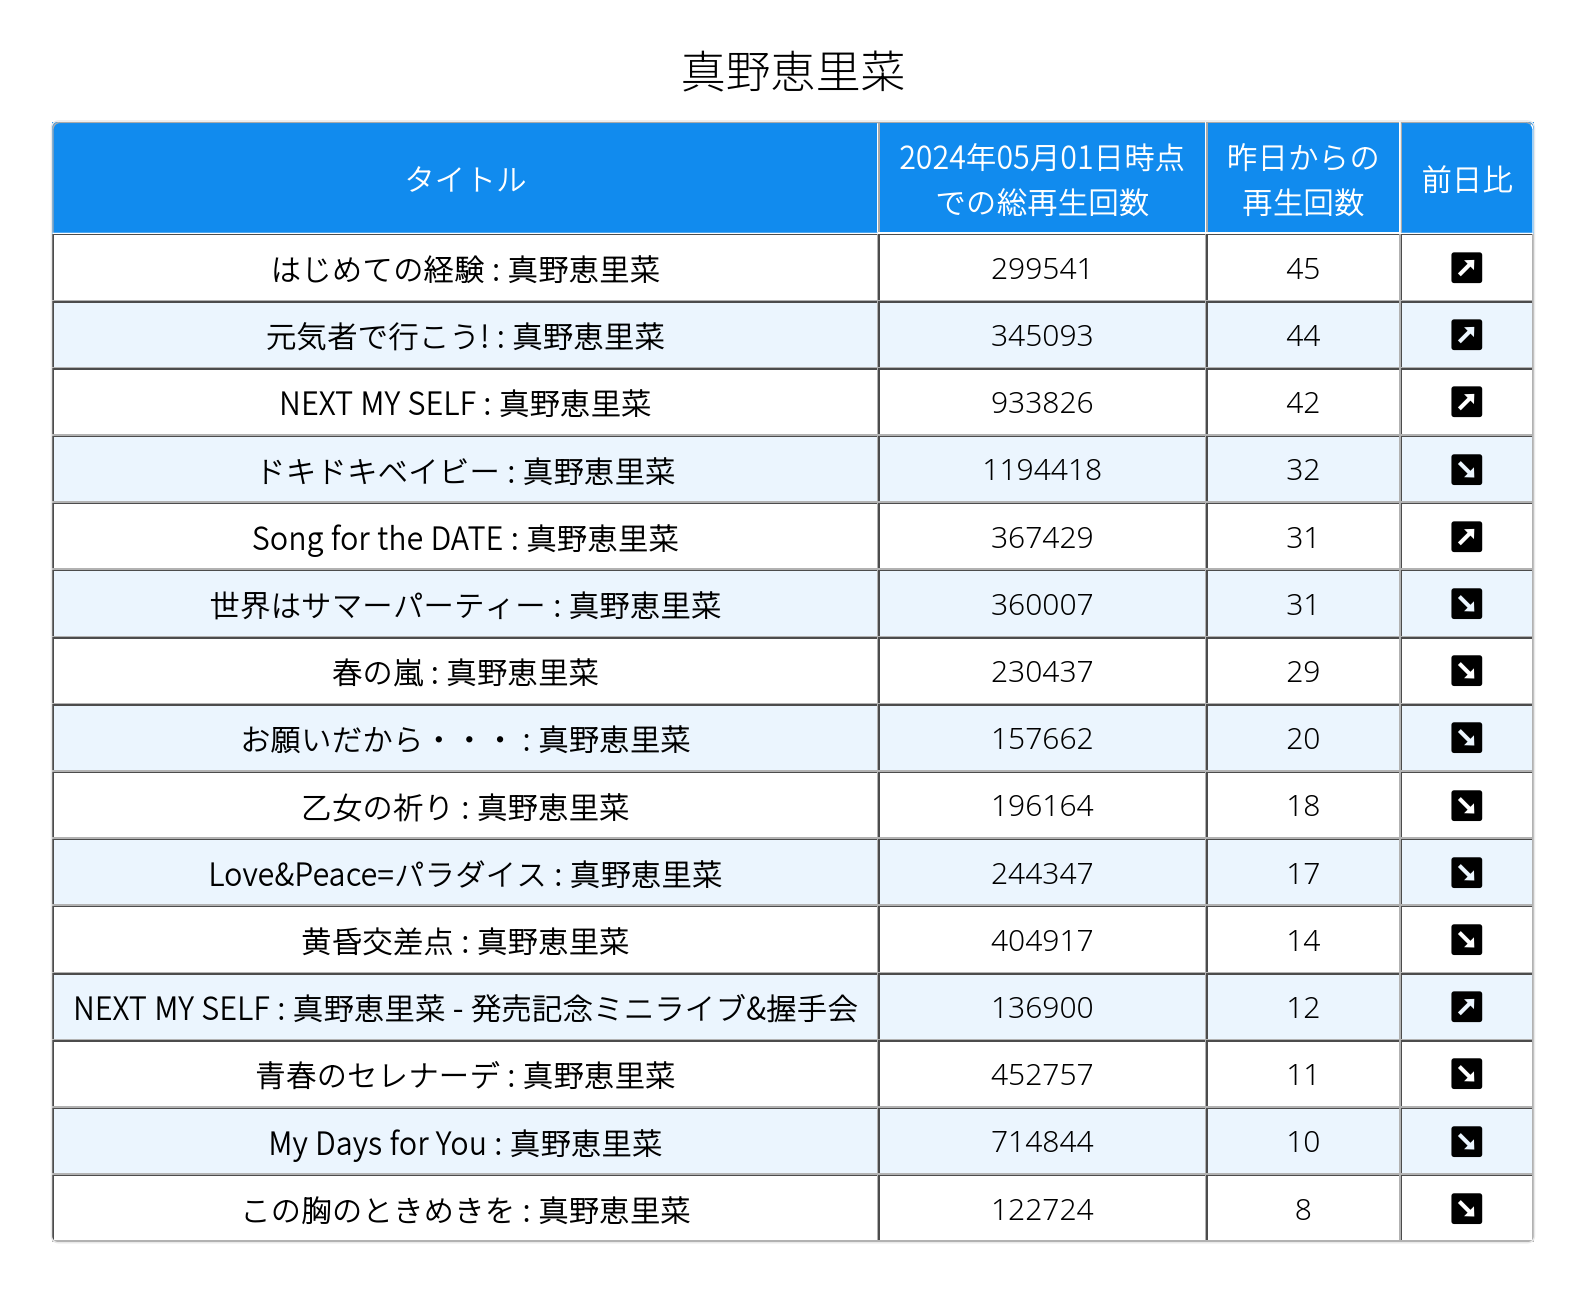 真野恵里菜
タイトル 2024年05月01日時点での総再生回数 昨日からの再生回数 前日比
はじめての経験 : 真野恵里菜 299541 45 ↗
元気者で行こう! : 真野恵里菜 345093 44 ↗
NEXT MY SELF : 真野恵里菜 933826 42 ↗
ドキドキベイビー : 真野恵里菜 1194418 32 ↘
Song for the DATE : 真野恵里菜 367429 31 ↗
世界はサマーパーティー : 真野恵里菜 360007 31 ↘
春の嵐 : 真野恵里菜 230437 29 ↘
お願いだから・・・ : 真野恵里菜 157662 20 ↘
乙女の祈り : 真野恵里菜 196164 18 ↘
Love&Peace=パラダイス : 真野恵里菜 244347 17 ↘
黄昏交差点 : 真野恵里菜 404917 14 ↘
NEXT MY SELF : 真野恵里菜 - 発売記念ミニライブ&握手会 136900 12 ↗
青春のセレナーデ : 真野恵里菜 452757 11 ↘
My Days for You : 真野恵里菜 714844 10 ↘
この胸のときめきを : 真野恵里菜 122724 8 ↘